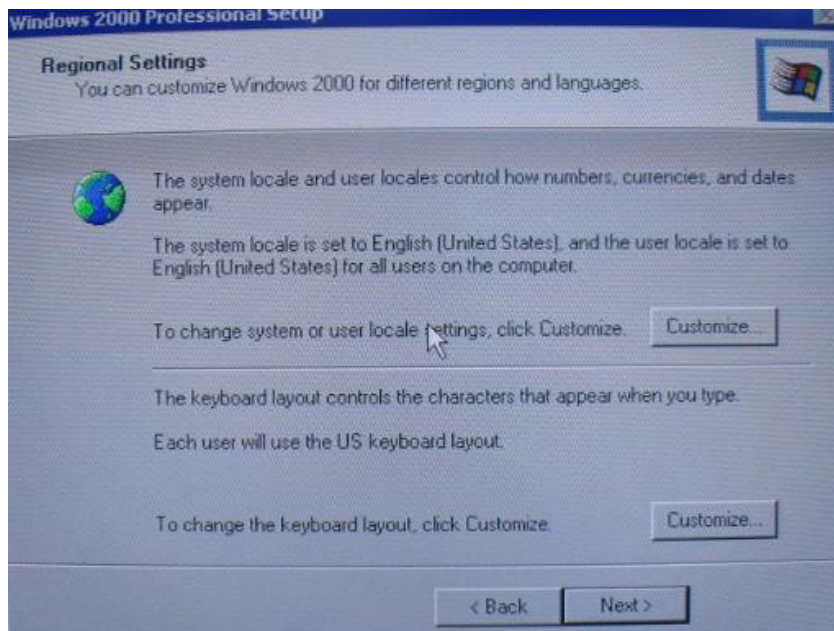 Windows 2000 Professional Setup
Regional Settings
You can customize Windows 2000 for different regions and languages.
The system locale and user locales control how numbers, currencies, and dates
appear.
The system locale is set to English (United States), and the user locale is set to
English (United States) for all users on the computer.
To change system or user locale settings, click Customize.
Customize...
The keyboard layout controls the characters that appear when you type.
Each user will use the US keyboard layout.
To change the keyboard layout, click Customize.
Customize...
< Back
Next >